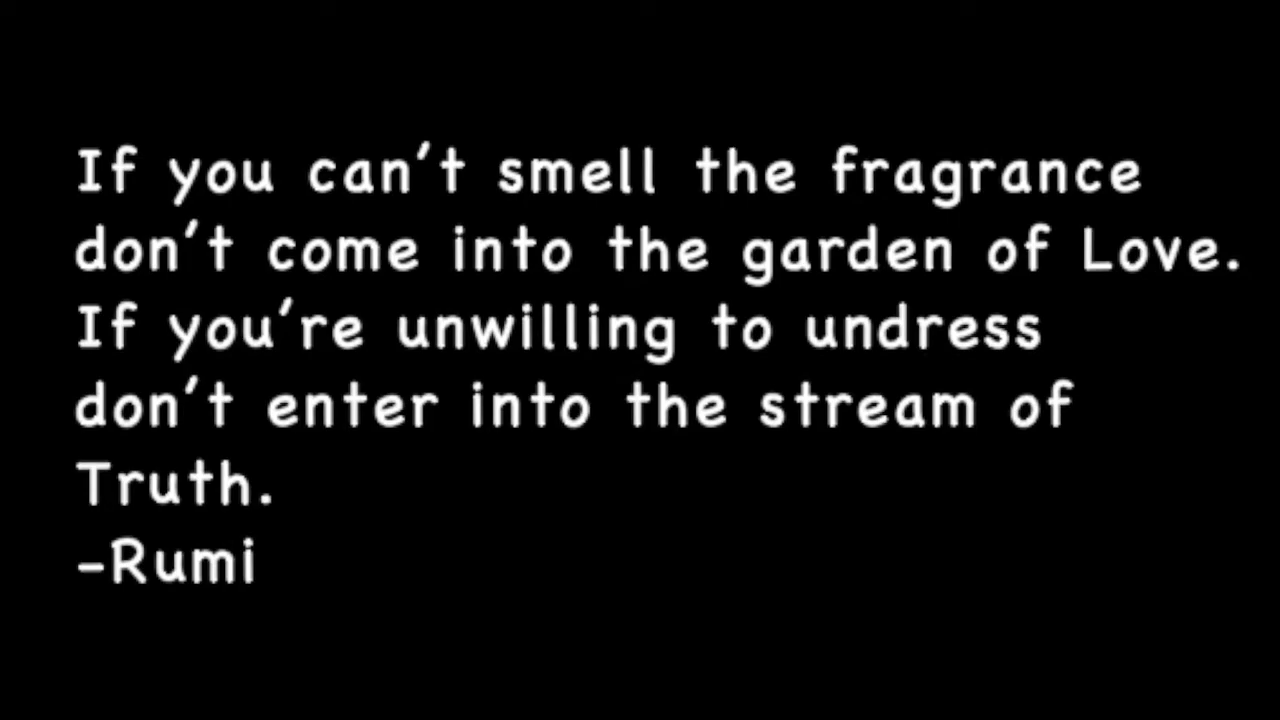 If you can't smell the fragrance
don't come into the garden of Love.
If you're unwilling to undress
don't enter into the stream of
Truth.
-Rumi